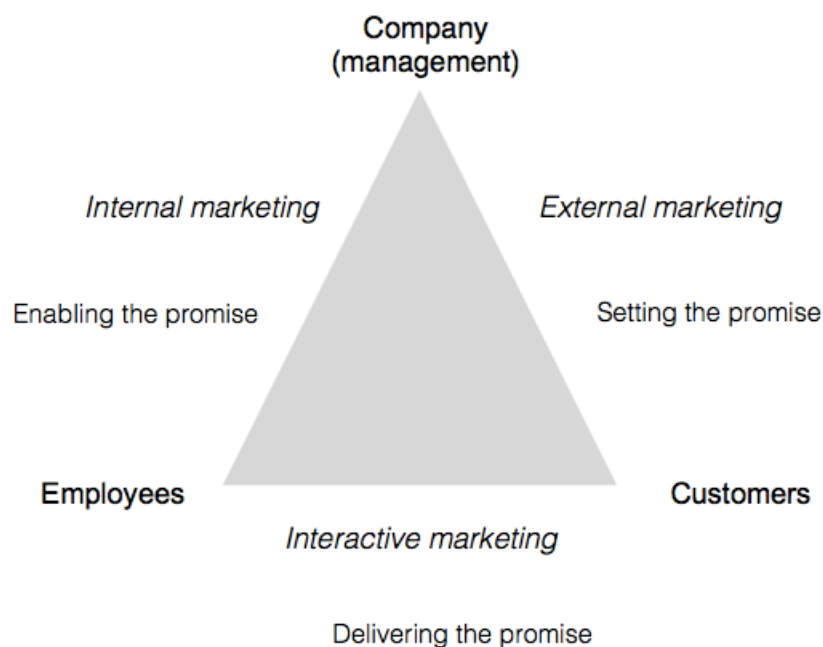 Company
(management)
Internal marketing
External marketing
Enabling the promise
Setting the promise
Employees
Customers
Interactive marketing
Delivering the promise